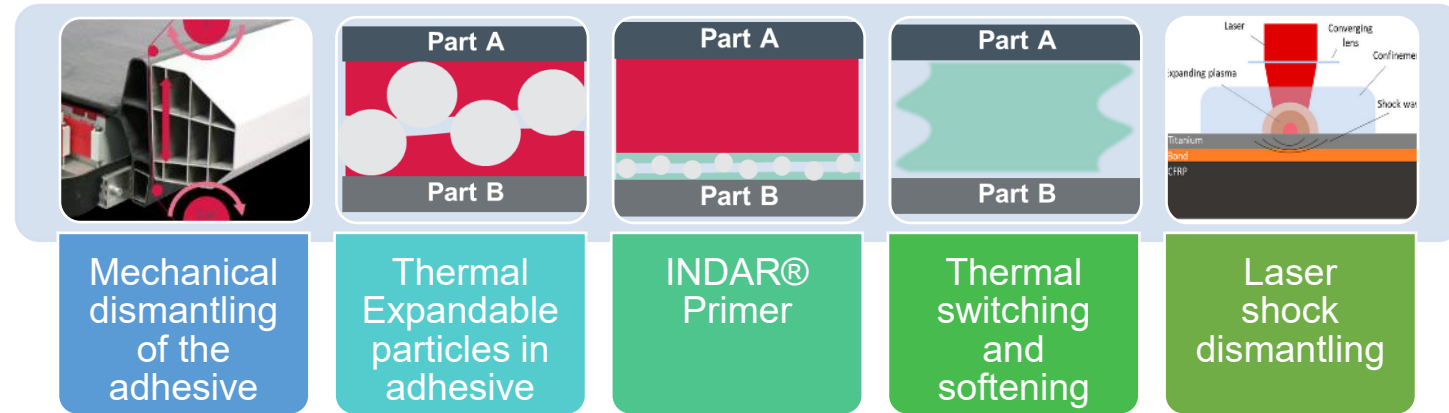 Part A
Part B
Part A
Part B
Part A
Part B
Laser
Converging
lens
Expanding plasma
Confineme
Shock wav
Titanium
Bond
CFRP
Mechanical
dismantling
of the
adhesive
Thermal
Expandable
particles in
adhesive
INDAR®
Primer
Thermal
switching
and
softening
Laser
shock
dismantling